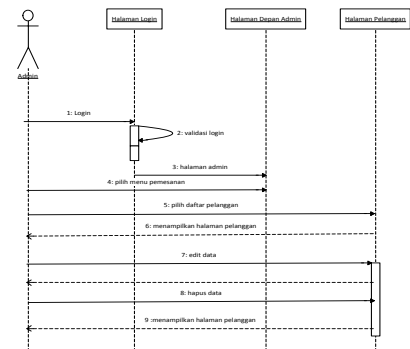 Halaman Login
Halaman Depan Admin
Halaman Pelanggan
Admin
1: Login
2: validasi login
3: halaman admin
4: pilih menu pemesanan
5: pilih daftar pelanggan
6: menampilkan halaman pelanggan
7: edit data
8: hapus data
9 :menampilkan halaman pelanggan